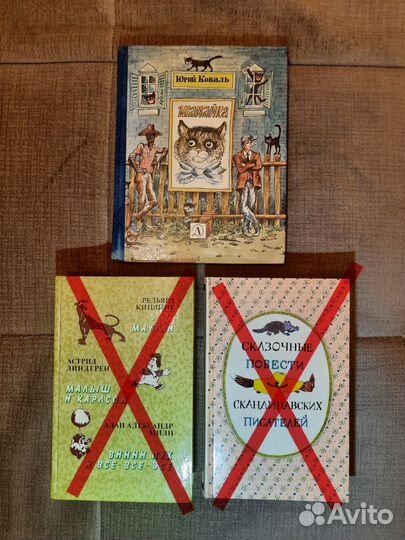 Юрий Коваль
Шамайка
Д
Редьярд
Киплинг
Маугли
Астрид
Линдгрен
Малыш
и Карлсон
Алан Александр
Милн
Винни Пух
и все-все-все
Сказочные
повести
скандинавских
писателей
Avito